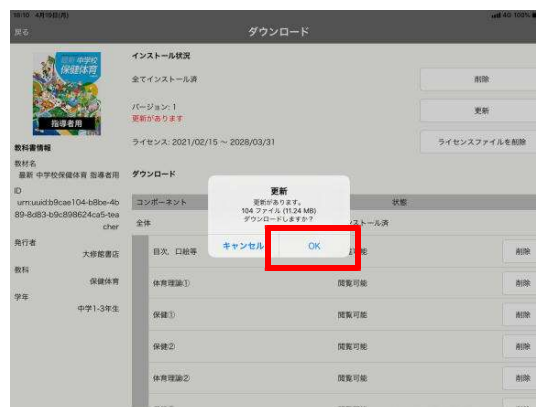 16:10 4月10日(月)
戻る
ダウンロード
最新 中学校
保健体育
指導者用
教科書情報
教材名
最新 中学校保健体育 指導者用
ID
urn:uuid:b9cae104-b8be-4b
89-8d83-b9c898624ca5-tea
cher
発行者
大修館書店
教科
保健体育
学年
中学1-3年生
インストール状況
全てインストール済
削除
バージョン: 1
更新があります
更新
ライセンス: 2021/02/15 ~ 2028/03/31
ライセンスファイルを削除
ダウンロード
コンポーネント
状態
全体
ンストール済
目次、口絵等
閲覧可能
削除
体育理論①
閲覧可能
削除
保健①
閲覧可能
削除
保健②
閲覧可能
削除
体育理論②
閲覧可能
削除
更新
更新があります。
104 ファイル (11.24 MB)
ダウンロードしますか?
キャンセル
OK